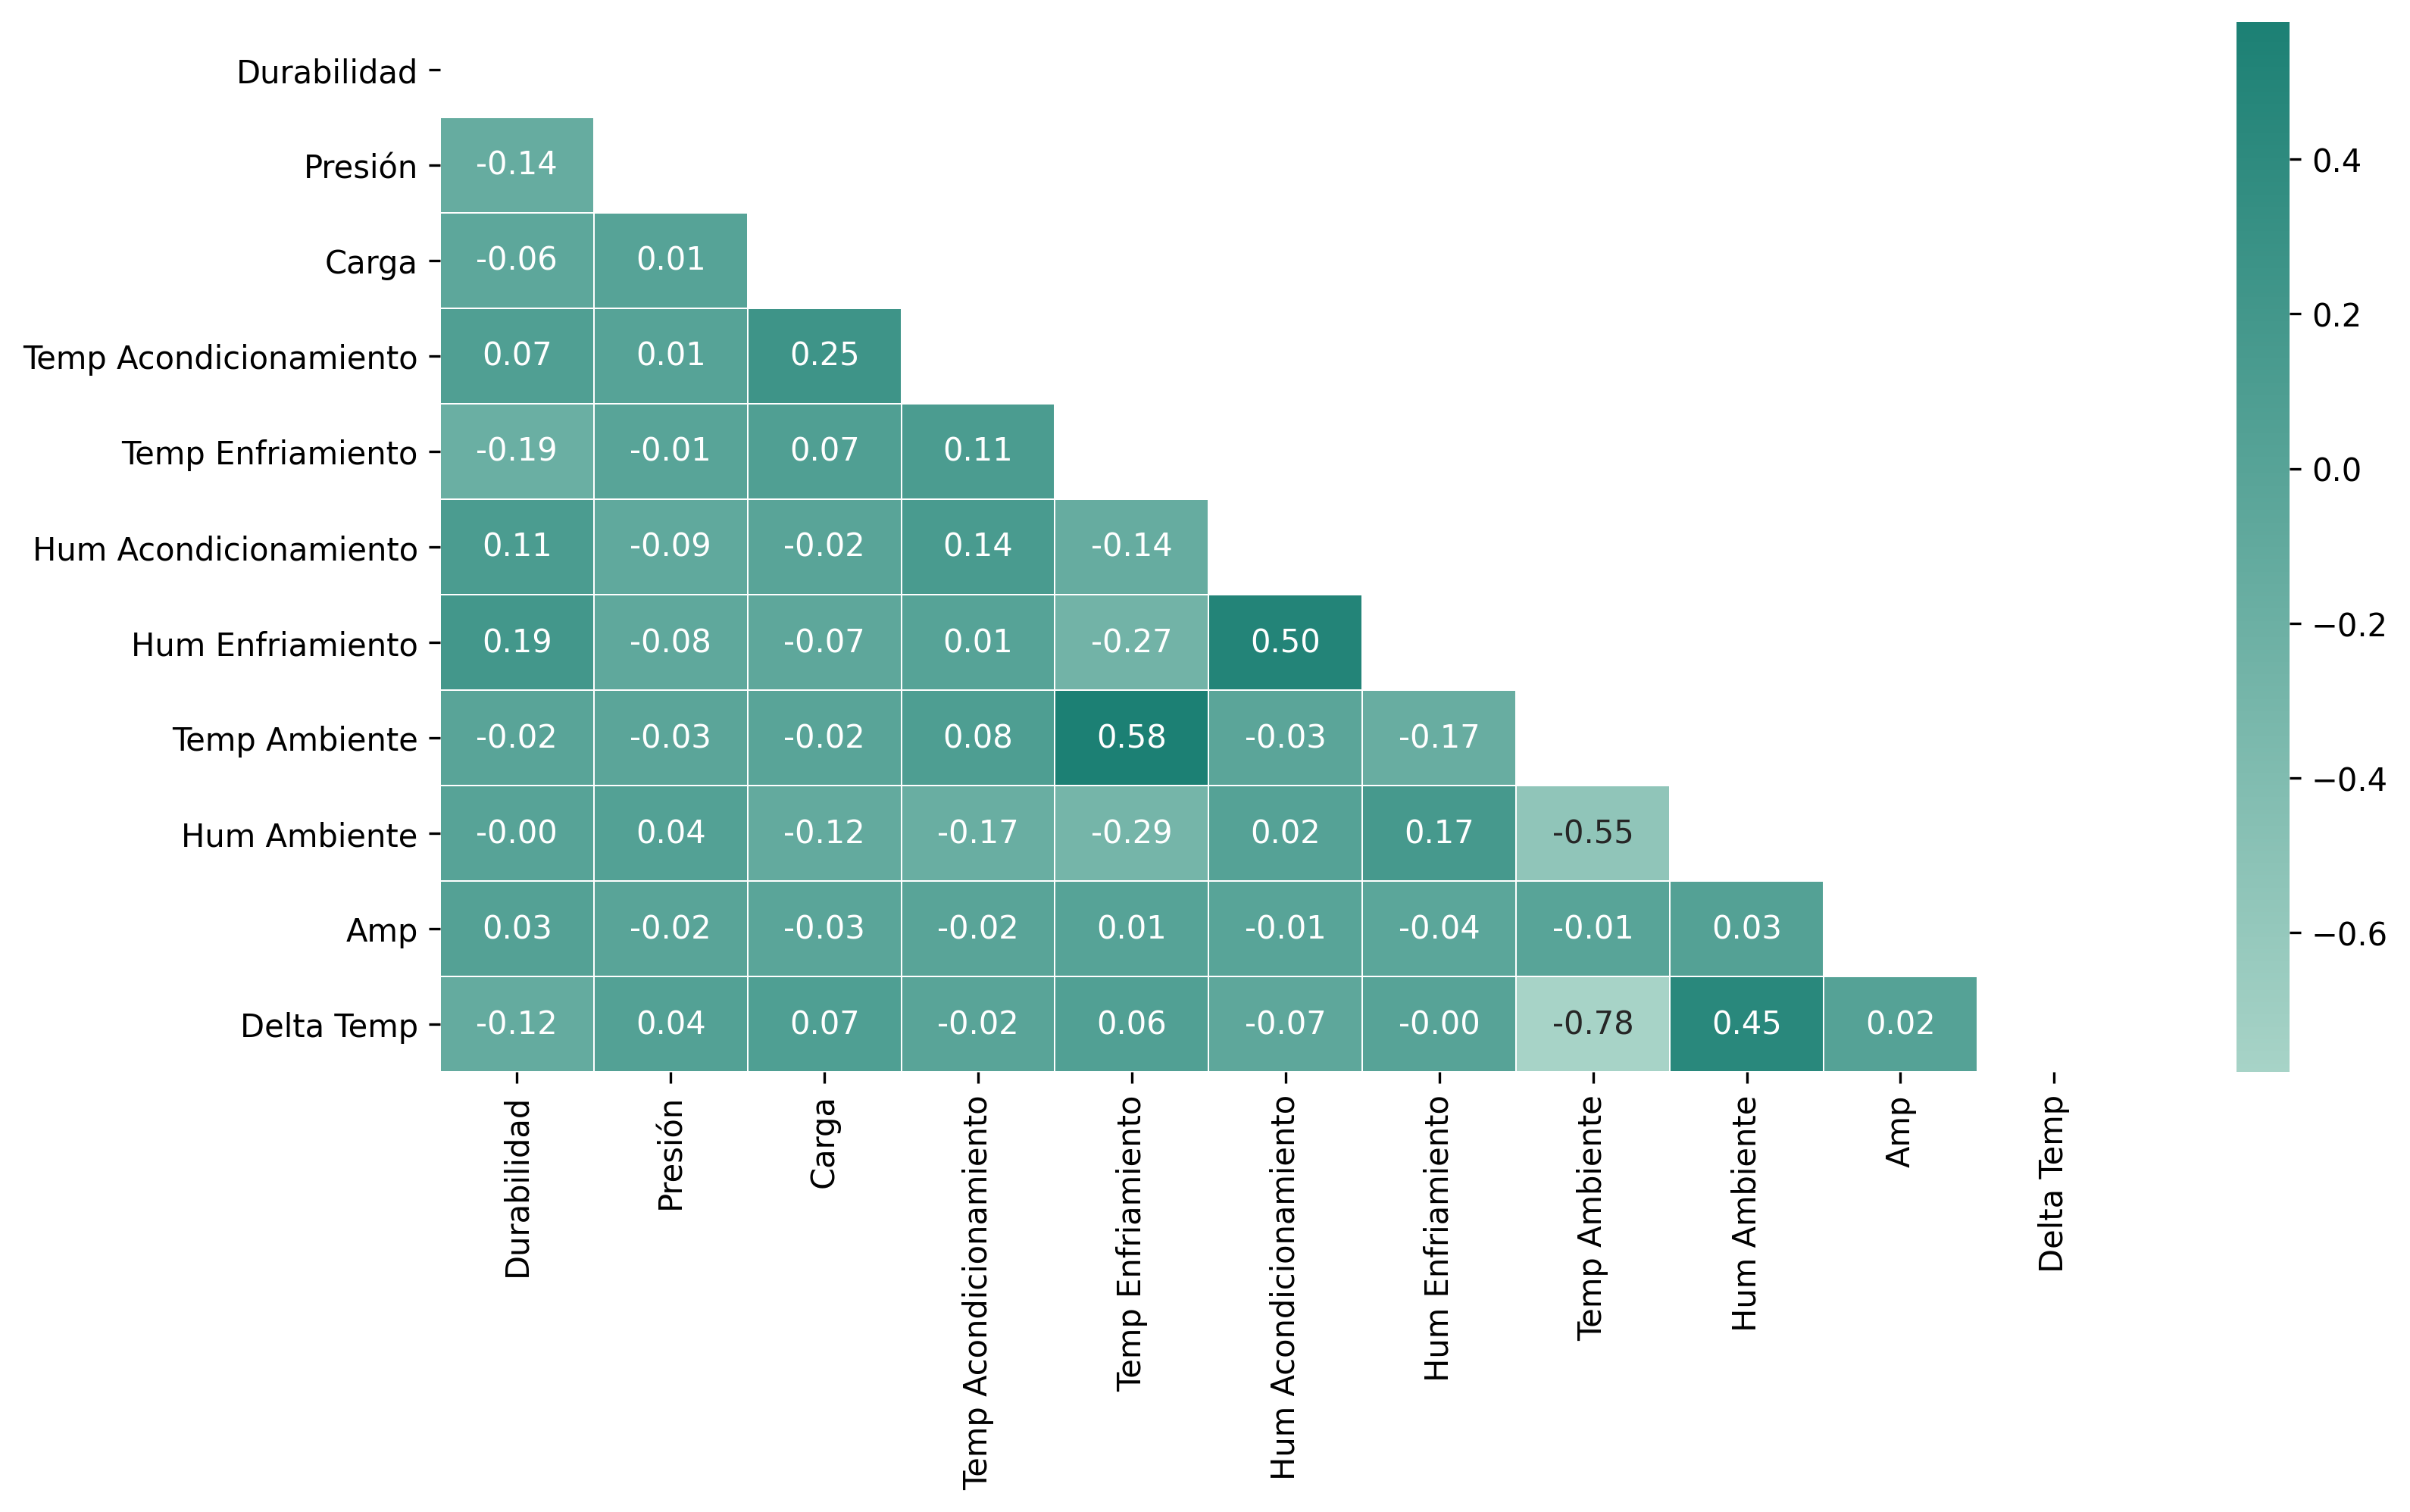 Durabilidad
Presión -0.14
Carga -0.06 0.01
Temp Acondicionamiento 0.07 0.01 0.25
Temp Enfriamiento -0.19 -0.01 0.07 0.11
Hum Acondicionamiento 0.11 -0.09 -0.02 0.14 -0.14
Hum Enfriamiento 0.19 -0.08 -0.07 0.01 -0.27 0.50
Temp Ambiente -0.02 -0.03 -0.02 0.08 0.58 -0.03 -0.17
Hum Ambiente -0.00 0.04 -0.12 -0.17 -0.29 0.02 0.17 -0.55
Amp 0.03 -0.02 -0.03 -0.02 0.01 -0.01 -0.04 -0.01 0.03
Delta Temp -0.12 0.04 0.07 -0.02 0.06 -0.07 -0.00 -0.78 0.45 0.02
Durabilidad
Presión
Carga
Temp Acondicionamiento
Temp Enfriamiento
Hum Acondicionamiento
Hum Enfriamiento
Temp Ambiente
Hum Ambiente
Amp
Delta Temp
0.4
0.2
0.0
−0.2
−0.4
−0.6